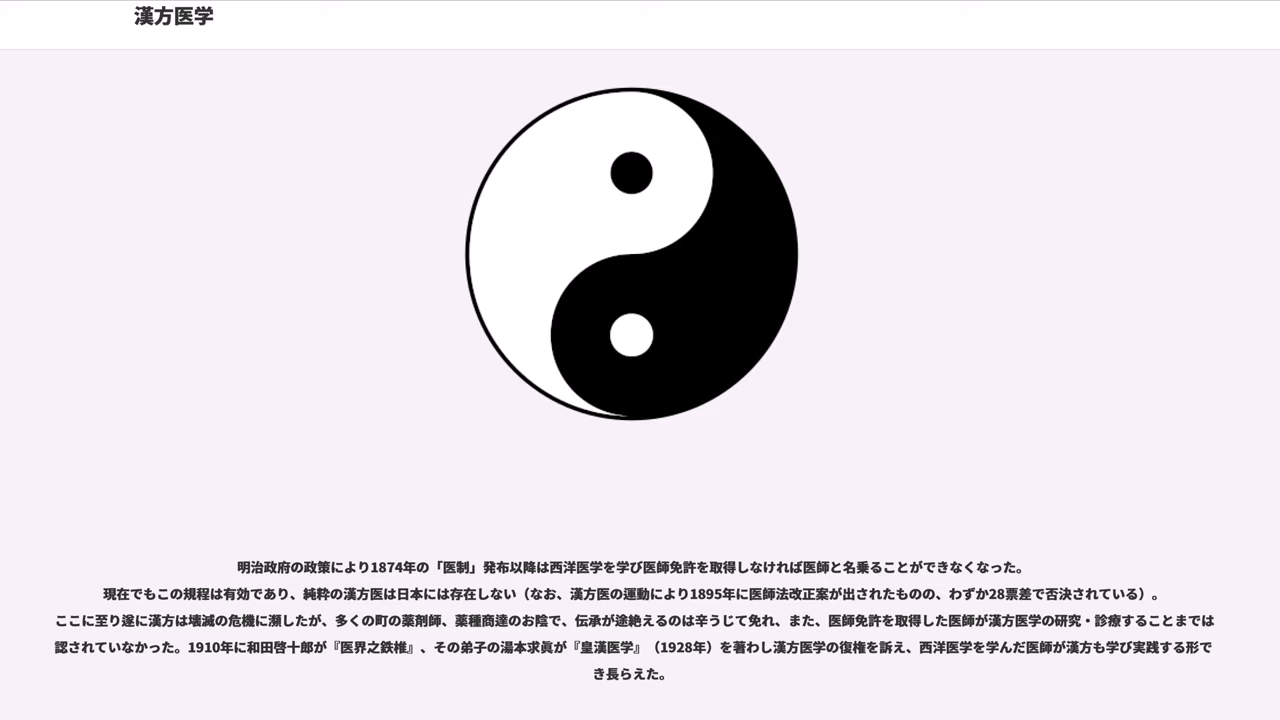 漢方医学
明治政府の政策により1874年の「医制」発布以降は西洋医学を学び医師免許を取得しなければ医師と名乗ることができなくなった。
現在でもこの規程は有効であり、純粋の漢方医は日本には存在しない（なお、漢方医の運動により1895年に医師法改正案が出されたものの、わずか28票差で否決されている）。
ここに至り遂に漢方は壊滅の危機に瀕したが、多くの町の薬剤師、薬種商達のお陰で、伝承が途絶えるのは辛うじて免れ、また、医師免許を取得した医師が漢方医学の研究・診療することまでは
認されていなかった。1910年に和田啓十郎が『医界之鉄椎』、その弟子の湯本求眞が『皇漢医学』（1928年）を著わし漢方医学の復権を訴え、西洋医学を学んだ医師が漢方も学び実践する形で
き長らえた。